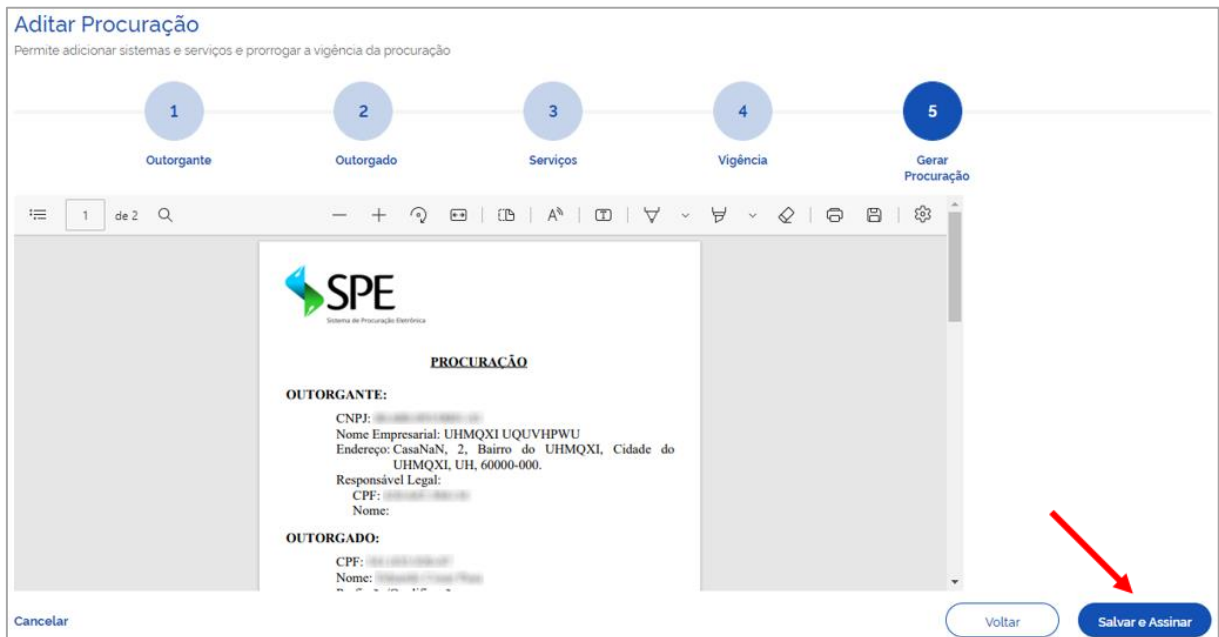 Aditar Procuração
Permite adicionar sistemas e serviços e prorrogar a vigência da procuração
1
2
3
4
5
Outorgante
Outorgado
Serviços
Vigência
Gerar
Procuração
1 de 2
SPE
Sistema de Procuração Eletrônica
PROCURAÇÃO
OUTORGANTE:
CNPJ:
Nome Empresarial: UHMQXI UQUVHPWU
Endereço: CasaNaN, 2, Bairro do UHMQXI, Cidade do
UHMQXI, UH, 60000-000.
Responsável Legal:
CPF:
Nome:
OUTORGADO:
CPF:
Nome:
Cancelar
Voltar
Salvar e Assinar